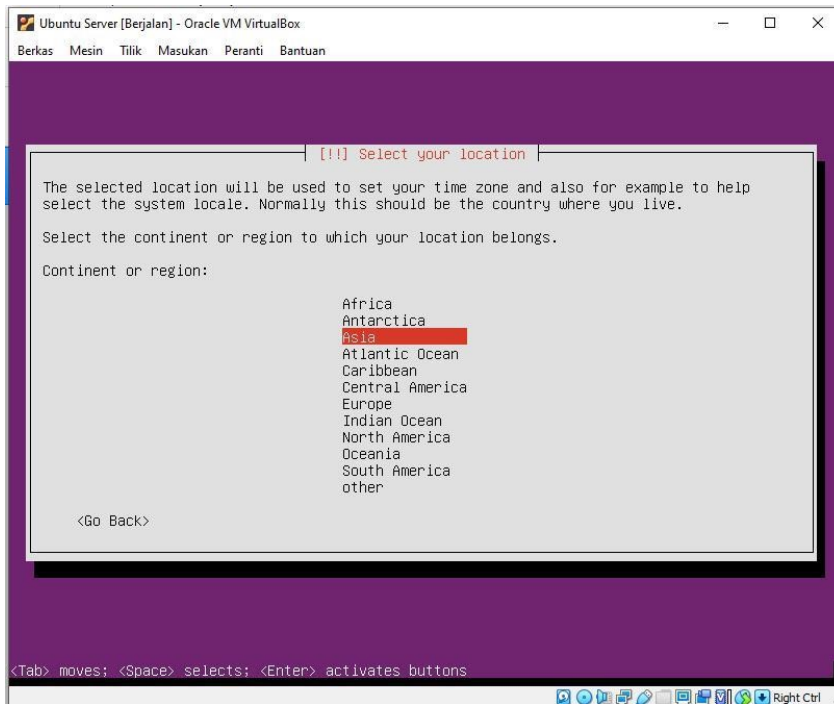 Ubuntu Server [Berjalan] - Oracle VM VirtualBox
Berkas Mesin Tilik Masukan Peranti Bantuan
[!!] Select your location
The selected location will be used to set your time zone and also for example to help
select the system locale. Normally this should be the country where you live.
Select the continent or region to which your location belongs.
Continent or region:
Africa
Antarctica
Asia
Atlantic Ocean
Caribbean
Central America
Europe
Indian Ocean
North America
Oceania
South America
other
<Go Back>
<Tab> moves; <Space> selects; <Enter> activates buttons
Right Ctrl